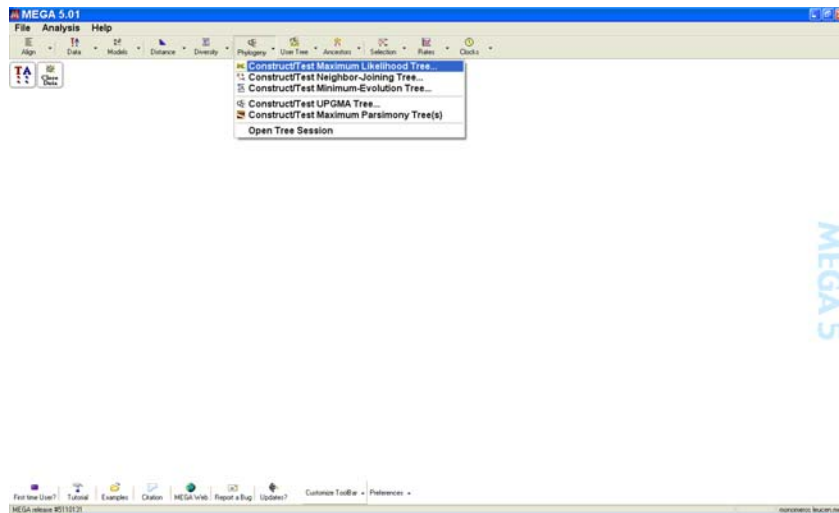 MEGA 5.01
File Analysis Help
Align Data Models Distance Diversity Phylogeny User Tree Ancestors Selection Rates Clocks
TA Close Data
Construct/Test Maximum Likelihood Tree...
Construct/Test Neighbor-Joining Tree...
Construct/Test Minimum-Evolution Tree...
Construct/Test UPGMA Tree...
Construct/Test Maximum Parsimony Tree(s)
Open Tree Session
MEGA 5
First time User? Tutorial Examples Citation MEGA Web Report a Bug Updates? Customize ToolBar Preferences
MEGA release #5110131